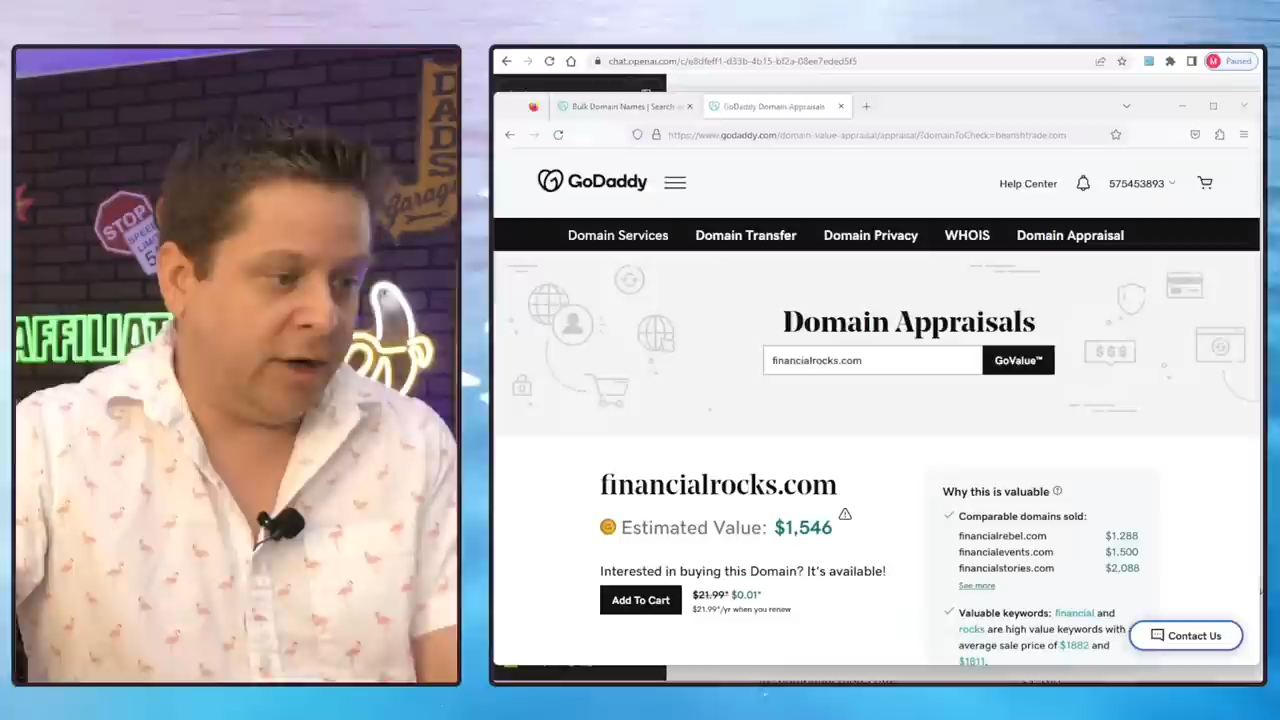 DADS
Garage
STOP
SPEED
LIMIT
AFFILIAT
chat.openai.com/c/e8dfeff1-d33b-4b15-bf2a-08ee7eded5f5
M Paused
Bulk Domain Names | Search
GoDaddy Domain Appraisals
https://www.godaddy.com/domain-value-appraisal/appraisal/?domainToCheck=bearishtrade.com
GoDaddy
Help Center
575453893
Domain Services Domain Transfer Domain Privacy WHOIS Domain Appraisal
Domain Appraisals
financialrocks.com
GoValue™
$$$
financialrocks.com
Estimated Value: $1,546
Interested in buying this Domain? It's available!
Add To Cart
$21.99* $0.01*
$21.99*/yr when you renew
Why this is valuable
Comparable domains sold:
financialrebel.com $1,288
financialevents.com $1,500
financialstories.com $2,088
See more
Valuable keywords: financial and
rocks are high value keywords with
average sale price of $1882 and
$1811.
Contact Us